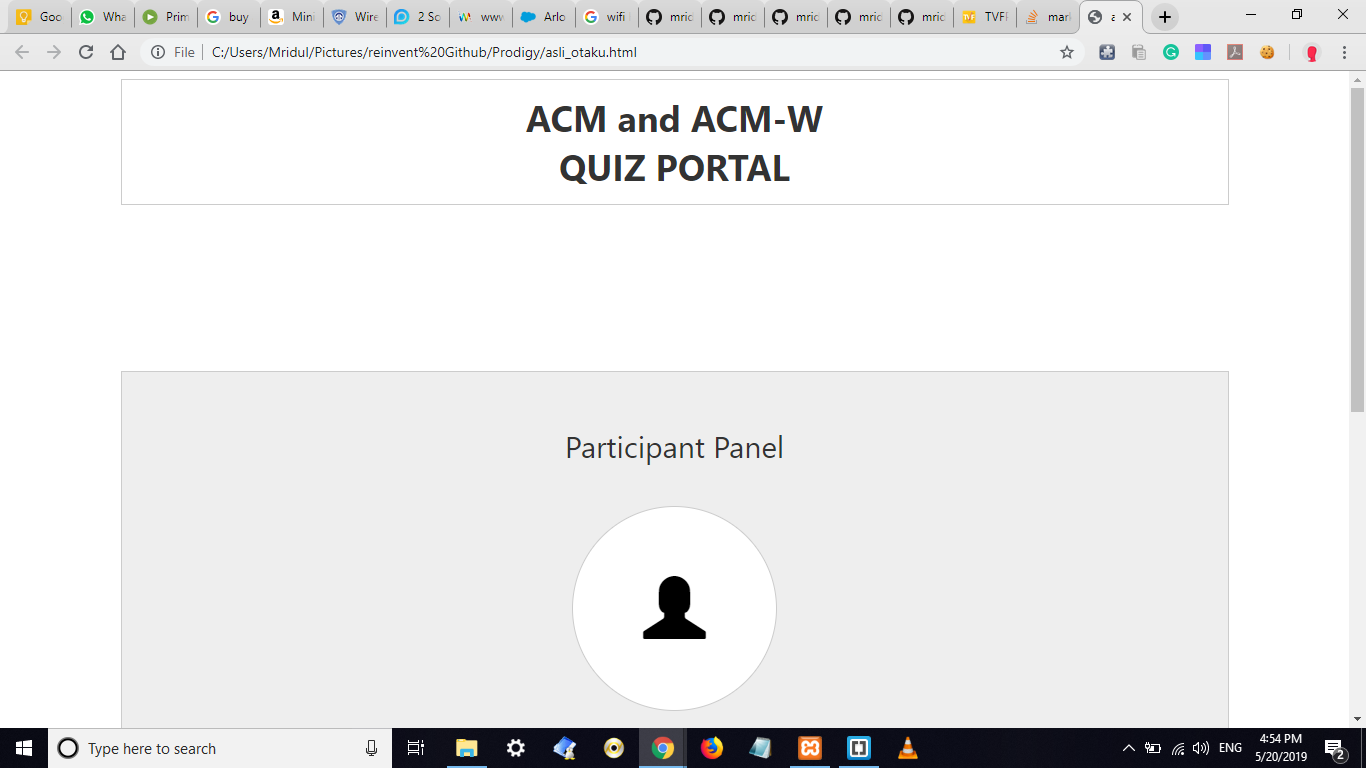 Goo
Wha
Prim
buy
Mini
Wire
2 So
www
Arlo
wifi
mric
mric
mric
mric
mric
TVFI
mari
a
File
C:/Users/Mridul/Pictures/reinvent%20Github/Prodigy/asli_otaku.html
ACM and ACM-W
QUIZ PORTAL
Participant Panel
Type here to search
ENG
4:54 PM
5/20/2019
2